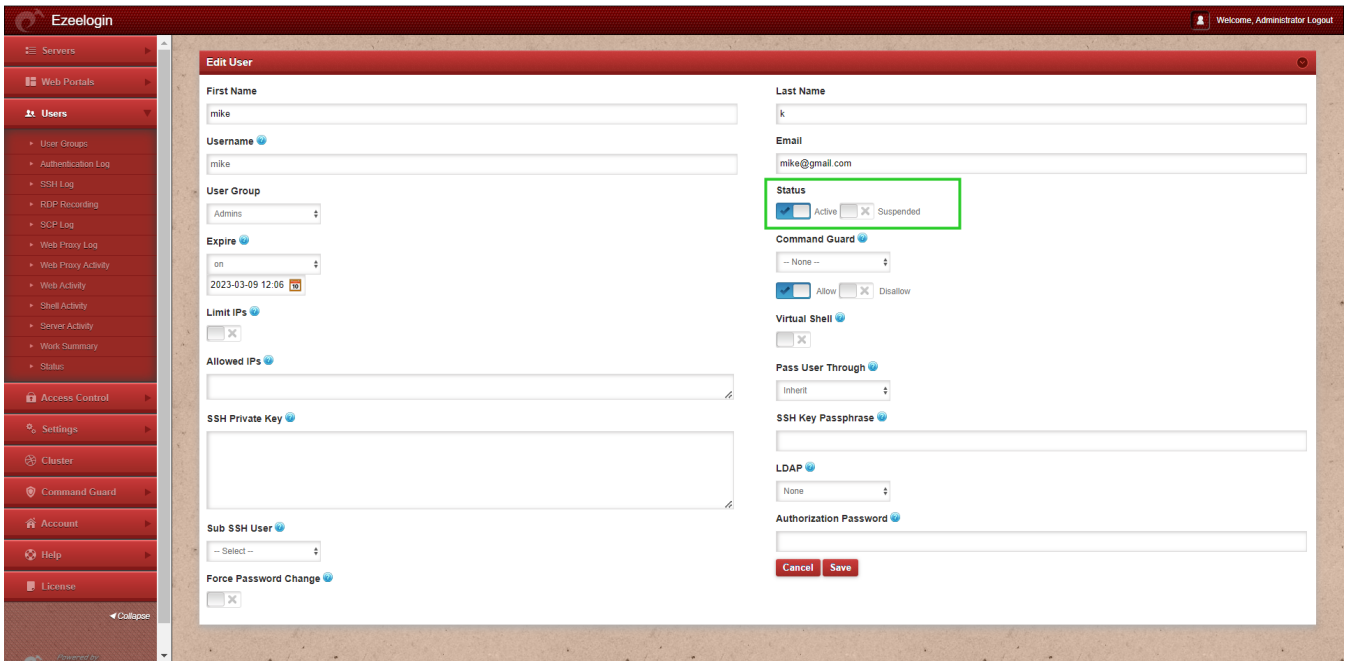 Ezeelogin
Welcome, Administrator Logout
Servers
Web Portals
Users
User Groups
Authentication Log
SSH Log
RDP Recording
SCP Log
Web Proxy Log
Web Proxy Activity
Web Activity
Shell Activity
Server Activity
Work Summary
Status
Access Control
Settings
Cluster
Command Guard
Account
Help
License
Collapse
Powered by
Edit User
First Name
mike
Username
mike
User Group
Admins
Expire
on
2023-03-09 12:06
10
Limit IPs
Allowed IPs
SSH Private Key
Sub SSH User
-- Select --
Force Password Change
Last Name
k
Email
mike@gmail.com
Status
Active Suspended
Command Guard
-- None --
Allow Disallow
Virtual Shell
Pass User Through
Inherit
SSH Key Passphrase
LDAP
None
Authorization Password
Cancel Save